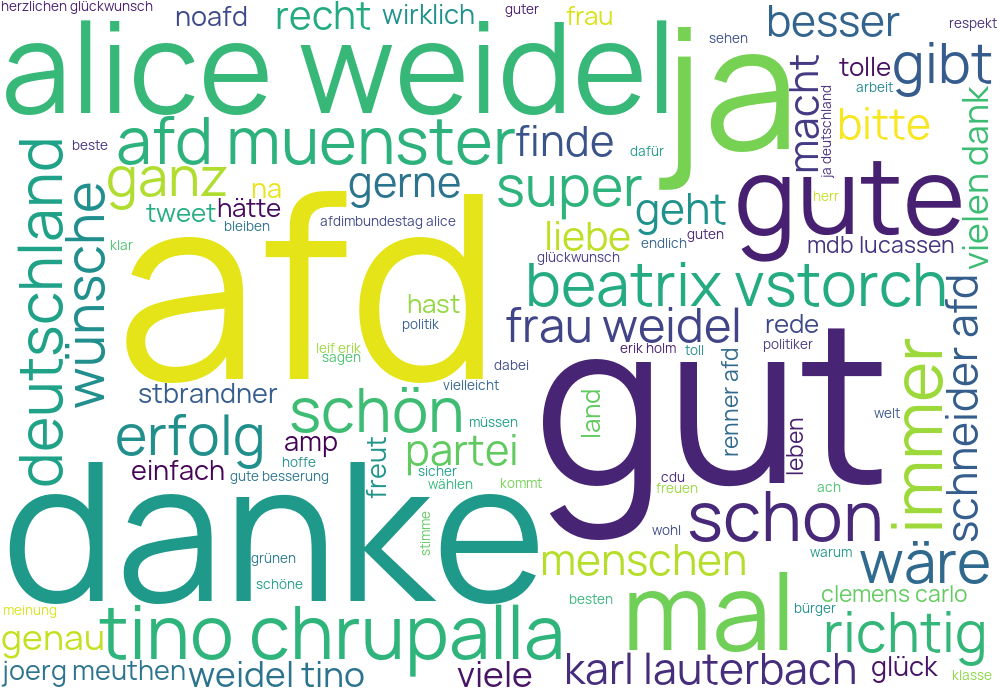 herzlichen glückwunsch
noafd
recht
wirklich
guter
frau
respekt
alice weidel
ja
sehen
besser
gibt
tolle
arbeit
macht
ja deutschland
bitte
vielen dank
beste
afd muenster
finde
dafür
deutschland
wünsche
ganz
na
gerne
super
gute
herr
tweet
hätte
bleiben
afdimbundestag alice
geht
liebe
endlich
guten
mdb lucassen
klar
glückwunsch
afd
beatrix vstorch
schneider afd
hast
politik
frau weidel
rede
politiker
leif erik
sagen
erik holm
toll
dabei
gut
renner afd
immer
stbrandner
vielleicht
schön
müssen
land
welt
erfolg
amp
freut
partei
leben
einfach
hoffe
gute besserung
sicher
wählen
kommt
cdu
freuen
ach
danke
stimme
schon
wohl
grünen
schöne
menschen
warum
wäre
meinung
besten
mal
bürger
clemens carlo
genau
tino chrupalla
richtig
joerg meuthen
weidel tino
viele
karl lauterbach
glück
klasse